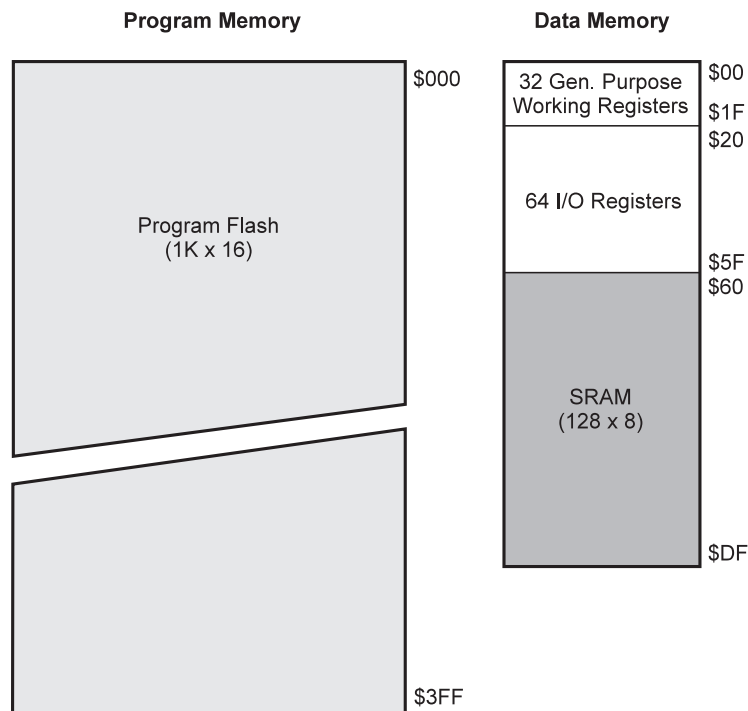 Program Memory
$000
Program Flash
(1K x 16)
$3FF
Data Memory
$00
32 Gen. Purpose
Working Registers
$1F
$20
64 I/O Registers
$5F
$60
SRAM
(128 x 8)
$DF